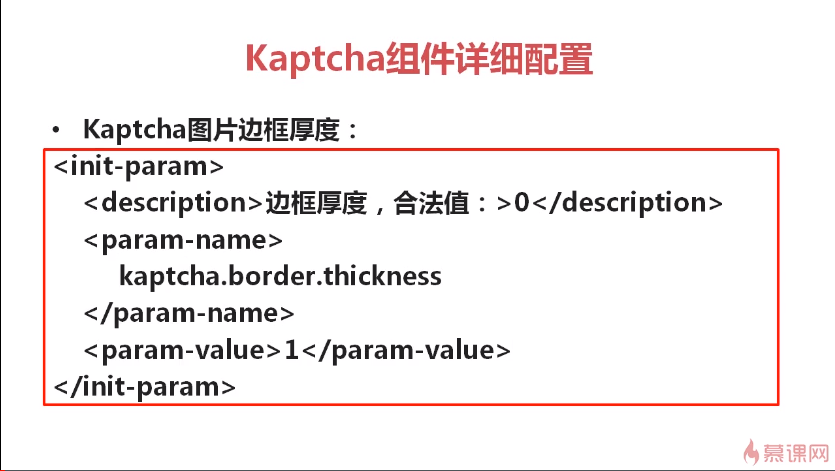 Kaptcha组件详细配置
• Kaptcha图片边框厚度：
<init-param>
<description>边框厚度，合法值：>0</description>
<param-name>
kaptcha.border.thickness
</param-name>
<param-value>1</param-value>
</init-param>
慕课网